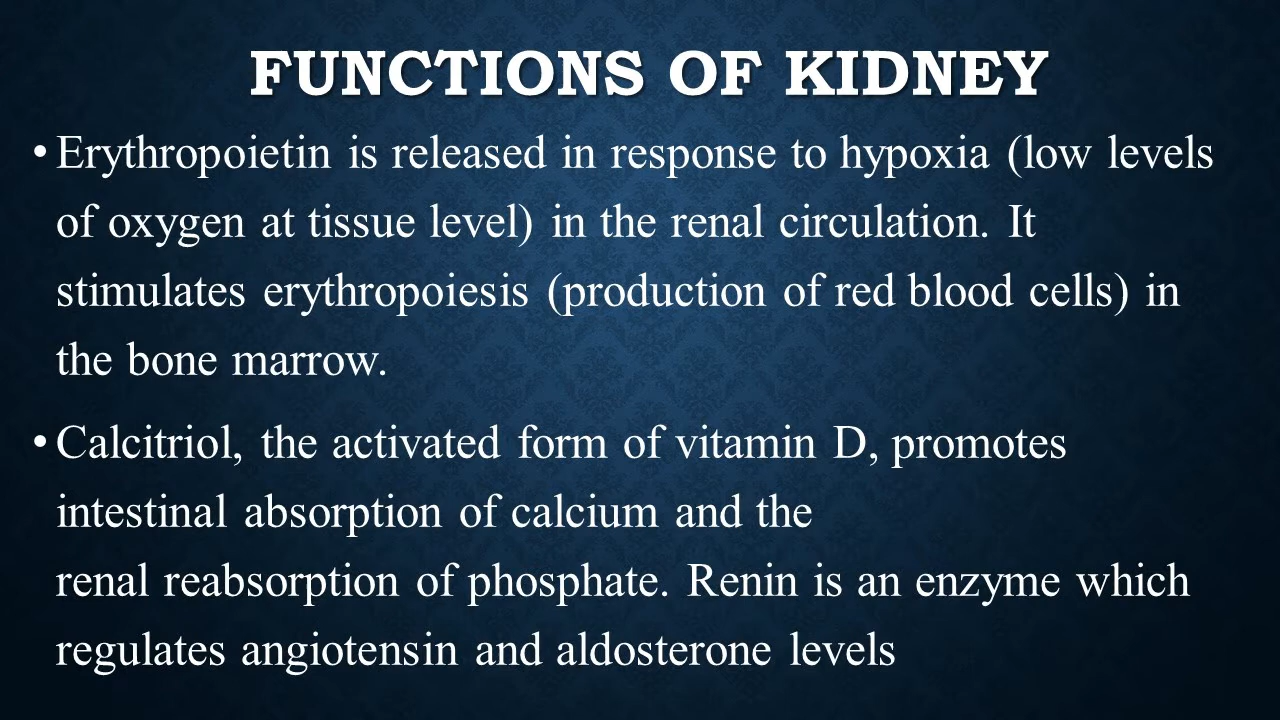 FUNCTIONS OF KIDNEY
• Erythropoietin is released in response to hypoxia (low levels
of oxygen at tissue level) in the renal circulation. It
stimulates erythropoiesis (production of red blood cells) in
the bone marrow.
• Calcitriol, the activated form of vitamin D, promotes
intestinal absorption of calcium and the
renal reabsorption of phosphate. Renin is an enzyme which
regulates angiotensin and aldosterone levels